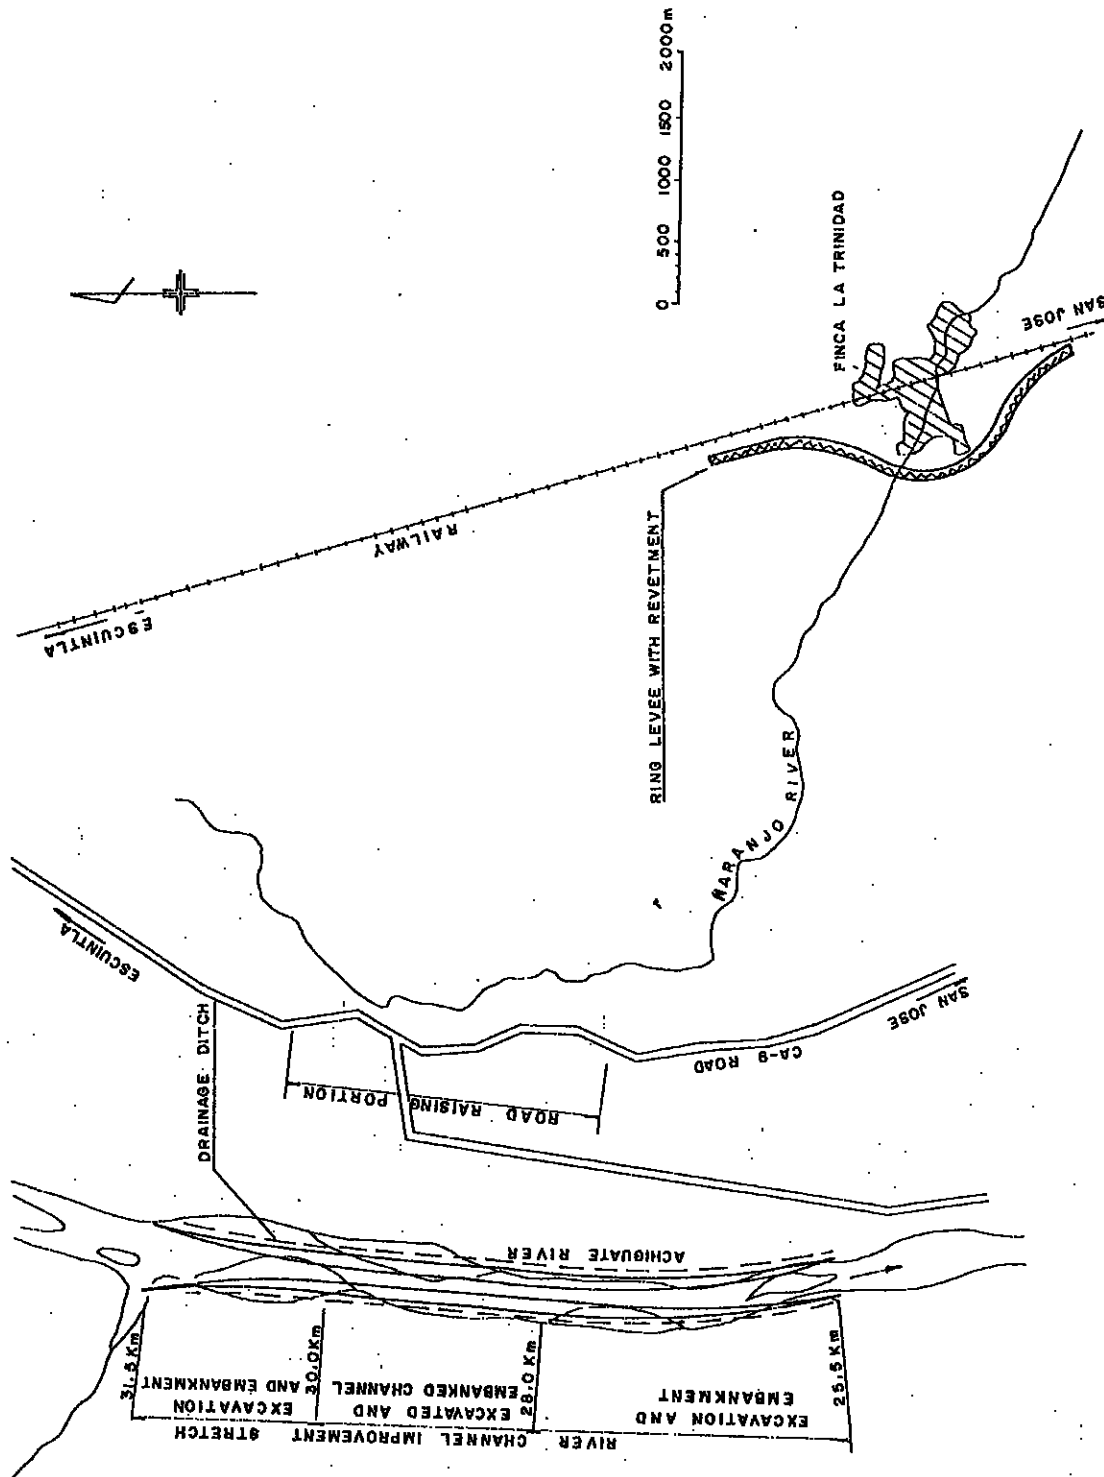 0 500 1000 1500 2000m
FINCA LA TRINIDAD
SAN JOSE
RAILWAY
ESCUINTLA
RING LEVEE WITH REVETMENT
NARANJO RIVER
ESCUINTLA
SAN JOSE
CA-9 ROAD
DRAINAGE DITCH
ROAD RAISING PORTION
ACHIGUATE RIVER
31.5Km
30.0Km
28.0Km
25.5Km
EXCAVATION
AND EMBANKMENT
EXCAVATED AND
EMBANKED CHANNEL
EXCAVATION AND
EMBANKMENT
RIVER CHANNEL IMPROVEMENT STRETCH